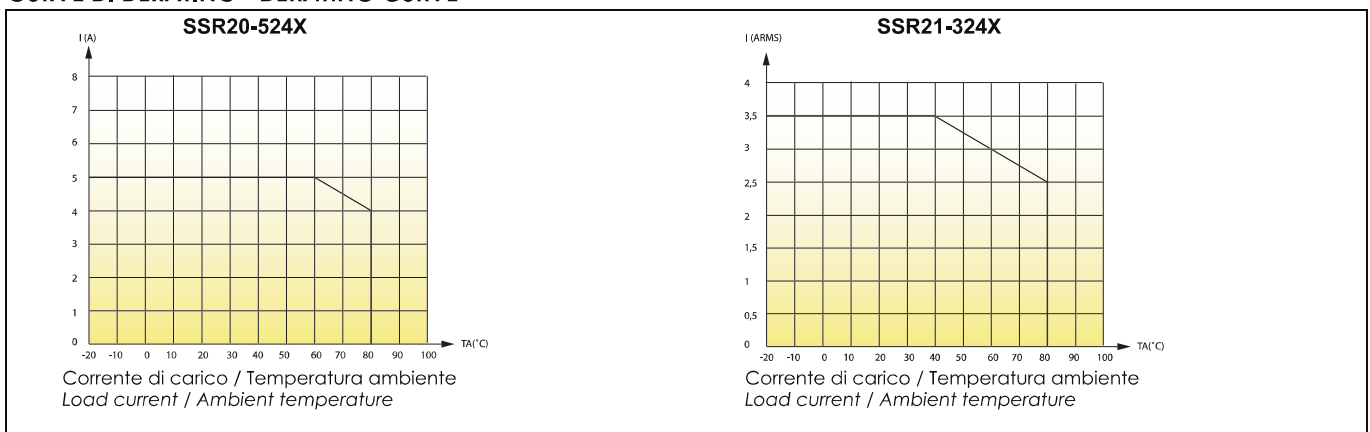 SSR20-524X
I (A)
8
7
6
5
4
3
2
1
0
-20 -10 0 10 20 30 40 50 60 70 80 90 100
TA(°C)
Corrente di carico / Temperatura ambiente
Load current / Ambient temperature
SSR21-324X
I (ARMS)
4
3,5
3
2,5
2
1,5
1
0,5
0
-20 -10 0 10 20 30 40 50 60 70 80 90 100
TA(°C)
Corrente di carico / Temperatura ambiente
Load current / Ambient temperature